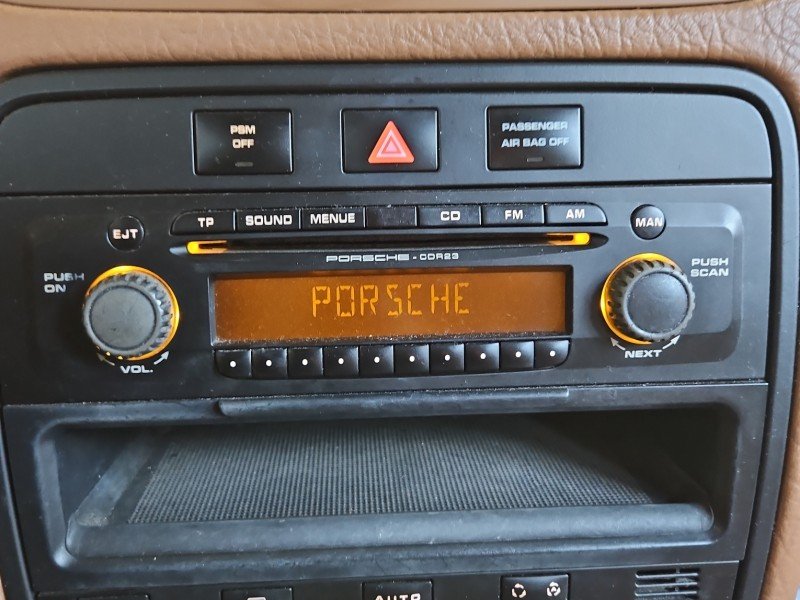 PSM
OFF
PASSENGER
AIR BAG OFF
TP SOUND MENUE CD FM AM
EJT
MAN
PORSCHE-CDR23
PUSH
ON
PUSH
SCAN
PORSCHE
VOL.
NEXT
AUTO